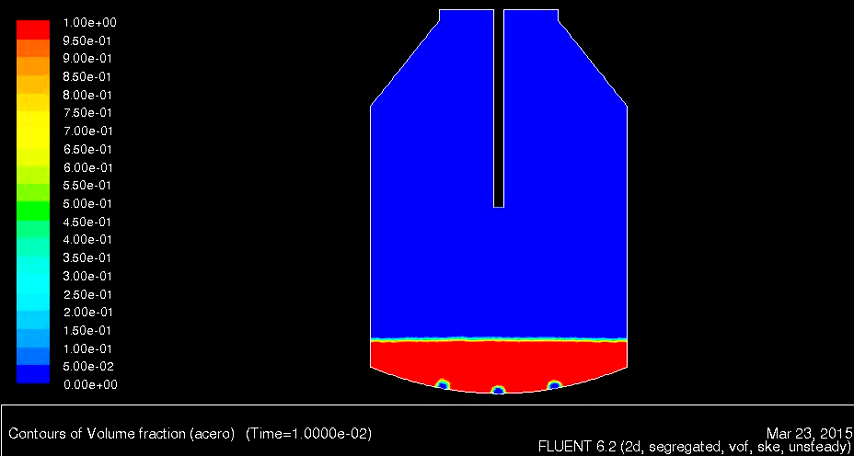 1.00e+00
9.50e-01
9.00e-01
8.50e-01
8.00e-01
7.50e-01
7.00e-01
6.50e-01
6.00e-01
5.50e-01
5.00e-01
4.50e-01
4.00e-01
3.50e-01
3.00e-01
2.50e-01
2.00e-01
1.50e-01
1.00e-01
5.00e-02
0.00e+00
Contours of Volume fraction (acero) (Time=1.0000e-02)
Mar 23, 2015
FLUENT 6.2 (2d, segregated, vof, ske, unsteady)